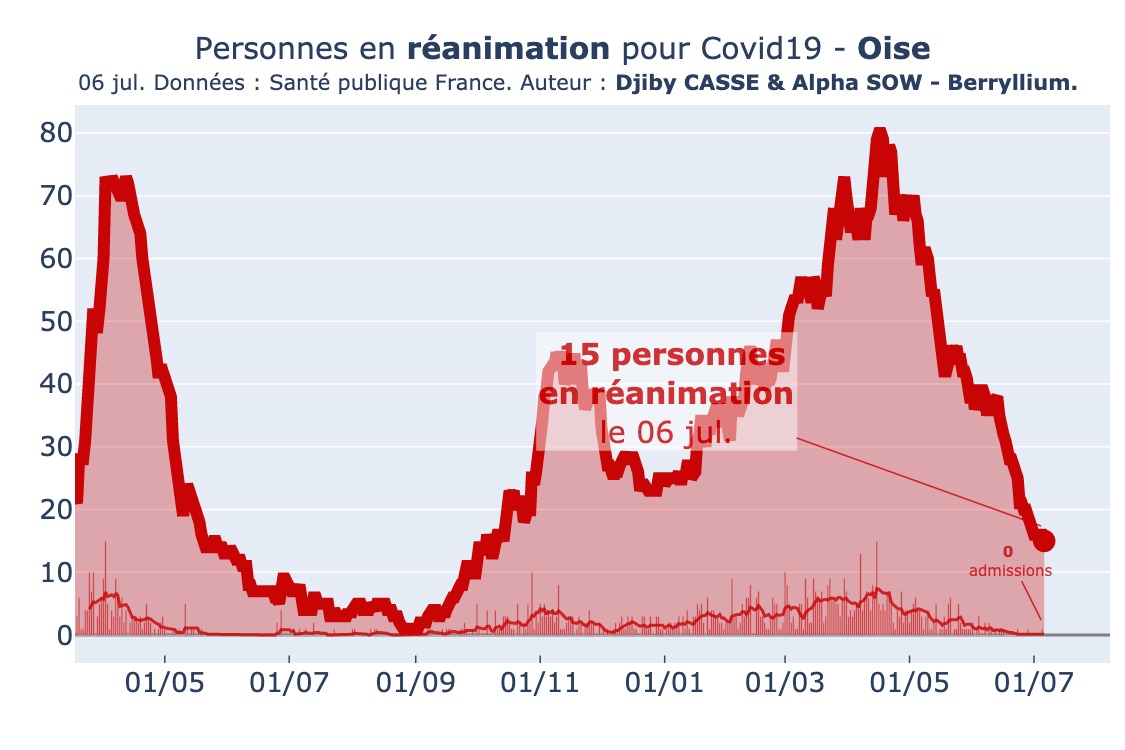 Personnes en réanimation pour Covid19 - Oise
06 jul. Données : Santé publique France. Auteur : Djiby CASSE & Alpha SOW - Berryllium.
80
70
60
50
40
30
20
10
0
15 personnes
en réanimation
le 06 jul.
0
admissions
01/05 01/07 01/09 01/11 01/01 01/03 01/05 01/07